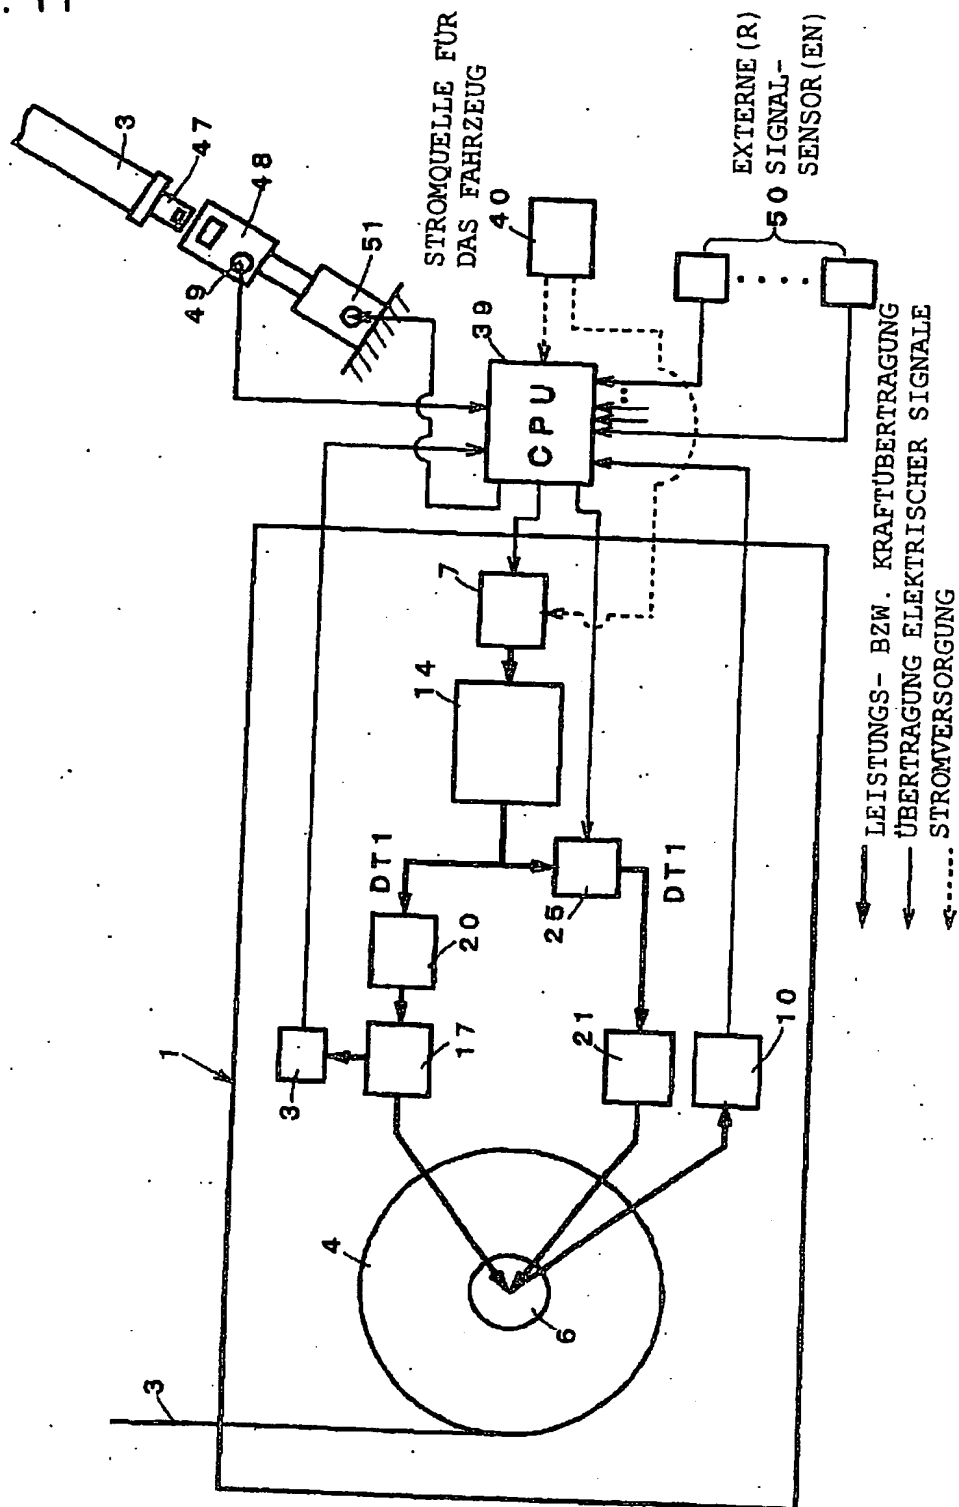 3
47
48
49
51
STROMQUELLE FÜR
DAS FAHRZEUG
40
39
CPU
EXTERNE(R)
50 SIGNAL-
SENSOR(EN)
7
14
DT1
20
25
DT1
17
3
21
10
1
4
6
3
LEISTUNGS- BZW. KRAFTÜBERTRAGUNG
ÜBERTRAGUNG ELEKTRISCHER SIGNALE
STROMVERSORGUNG